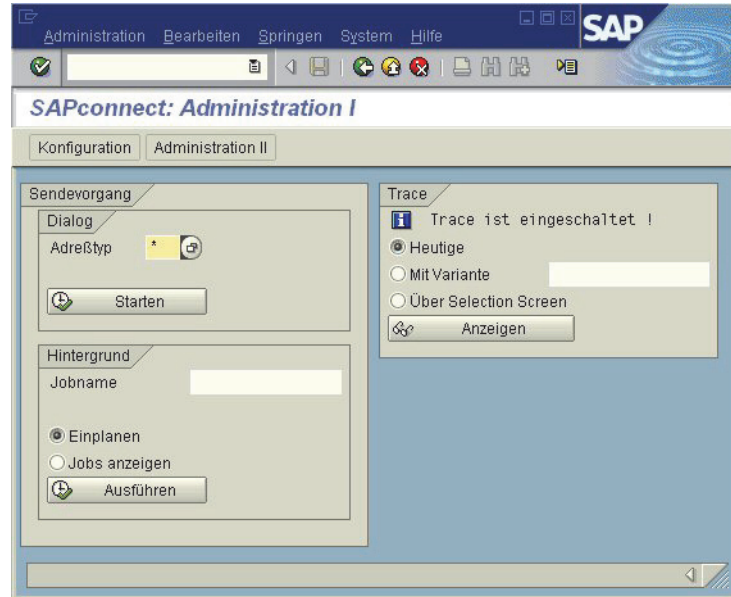 Administration Bearbeiten Springen System Hilfe
SAP
SAPconnect: Administration I
Konfiguration Administration II
Sendevorgang
Dialog
Adreßtyp *
Starten
Hintergrund
Jobname
Einplanen
Jobs anzeigen
Ausführen
Trace
Trace ist eingeschaltet !
Heutige
Mit Variante
Über Selection Screen
Anzeigen